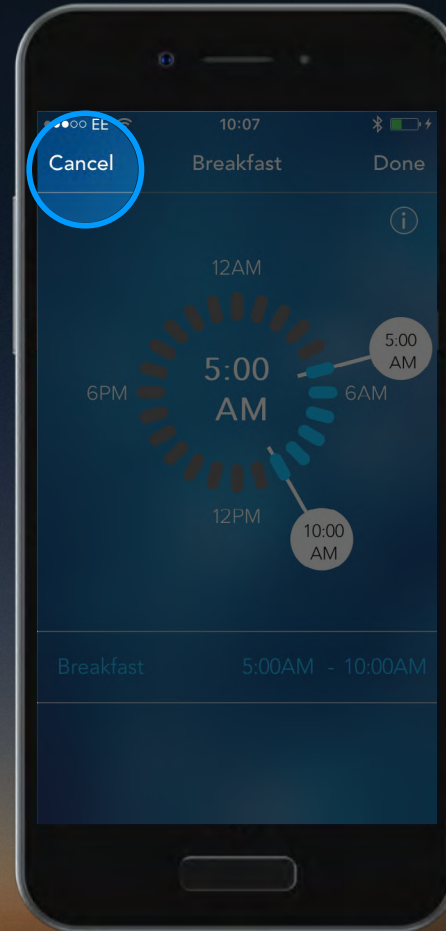 EE 10:07
Cancel Breakfast Done
i
12AM
5:00
AM
5:00
AM
6PM
6AM
12PM
10:00
AM
Breakfast 5:00AM - 10:00AM